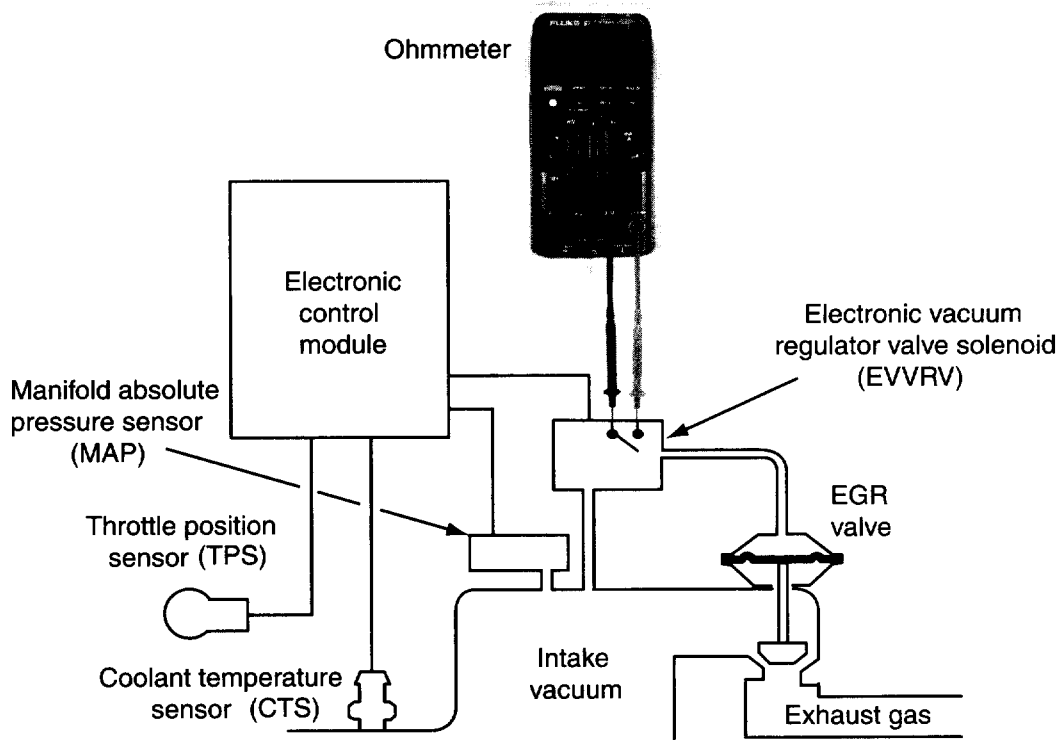 FLUKE
Ohmmeter
Electronic
control
module
Electronic vacuum
regulator valve solenoid
(EVVRV)
Manifold absolute
pressure sensor
(MAP)
EGR
valve
Throttle position
sensor (TPS)
Coolant temperature
sensor (CTS)
Intake
vacuum
Exhaust gas